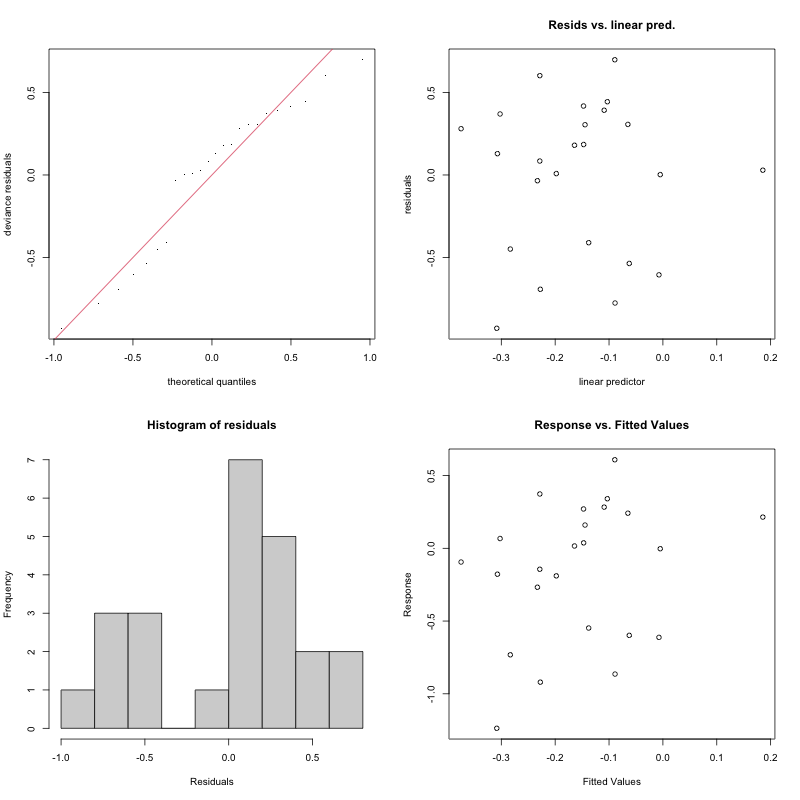 deviance residuals
0.5
0.0
-0.5
-1.0 -0.5 0.0 0.5 1.0
theoretical quantiles
Resids vs. linear pred.
residuals
0.5
0.0
-0.5
-0.3 -0.2 -0.1 0.0 0.1 0.2
linear predictor
Histogram of residuals
Frequency
7
6
5
4
3
2
1
0
-1.0 -0.5 0.0 0.5
Residuals
Response vs. Fitted Values
Response
0.5
0.0
-0.5
-1.0
-0.3 -0.2 -0.1 0.0 0.1 0.2
Fitted Values